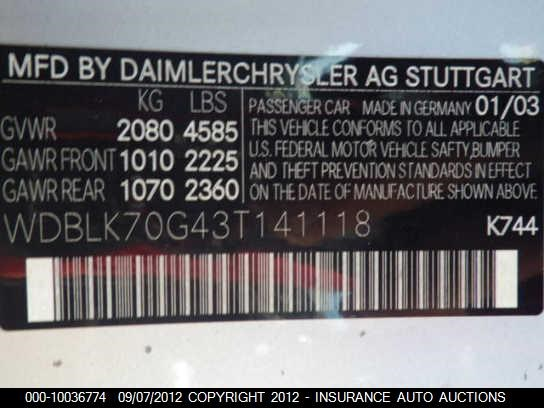 MFD BY DAIMLERCHRYSLER AG STUTTGART
KG LBS
GVWR 2080 4585
GAWR FRONT 1010 2225
GAWR REAR 1070 2360
PASSENGER CAR MADE IN GERMANY 01/03
THIS VEHICLE CONFORMS TO ALL APPLICABLE
U.S. FEDERAL MOTOR VEHICLE SAFTY,BUMPER
AND THEFT PREVENTION STANDARDS IN EFFECT
ON THE DATE OF MANUFACTURE SHOWN ABOVE.
WDBLK70G43T141118 K744
000-10036774 09/07/2012 COPYRIGHT 2012 - INSURANCE AUTO AUCTIONS